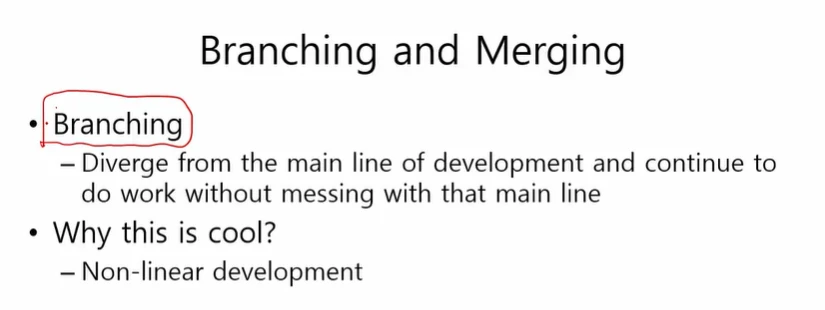 Branching and Merging
• Branching
– Diverge from the main line of development and continue to
do work without messing with that main line
• Why this is cool?
– Non-linear development